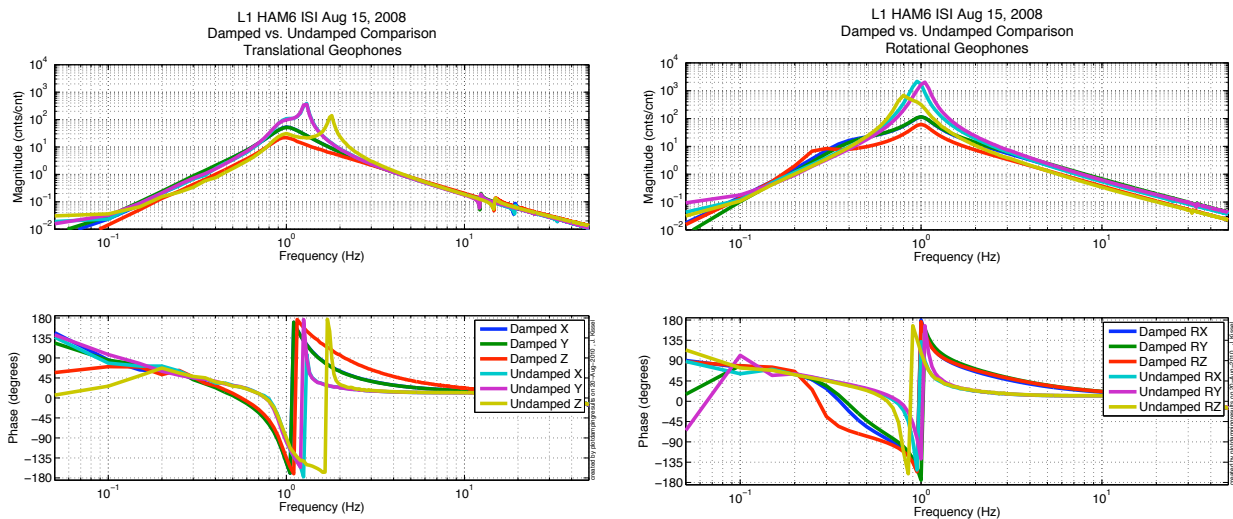 L1 HAM6 ISI Aug 15, 2008
Damped vs. Undamped Comparison
Translational Geophones
10^4
10^3
10^2
10^1
10^0
10^−1
10^−2
Magnitude (cnts/cnt)
10^−1
10^0
10^1
Frequency (Hz)
180
135
90
45
0
−45
−90
−135
−180
Phase (degrees)
Damped X
Damped Y
Damped Z
Undamped X
Undamped Y
Undamped Z
10^−1
10^0
10^1
Frequency (Hz)
L1 HAM6 ISI Aug 15, 2008
Damped vs. Undamped Comparison
Rotational Geophones
10^4
10^3
10^2
10^1
10^0
10^−1
10^−2
Magnitude (cnts/cnt)
10^−1
10^0
10^1
Frequency (Hz)
180
135
90
45
0
−45
−90
−135
−180
Phase (degrees)
Damped RX
Damped RY
Damped RZ
Undamped RX
Undamped RY
Undamped RZ
10^−1
10^0
10^1
Frequency (Hz)